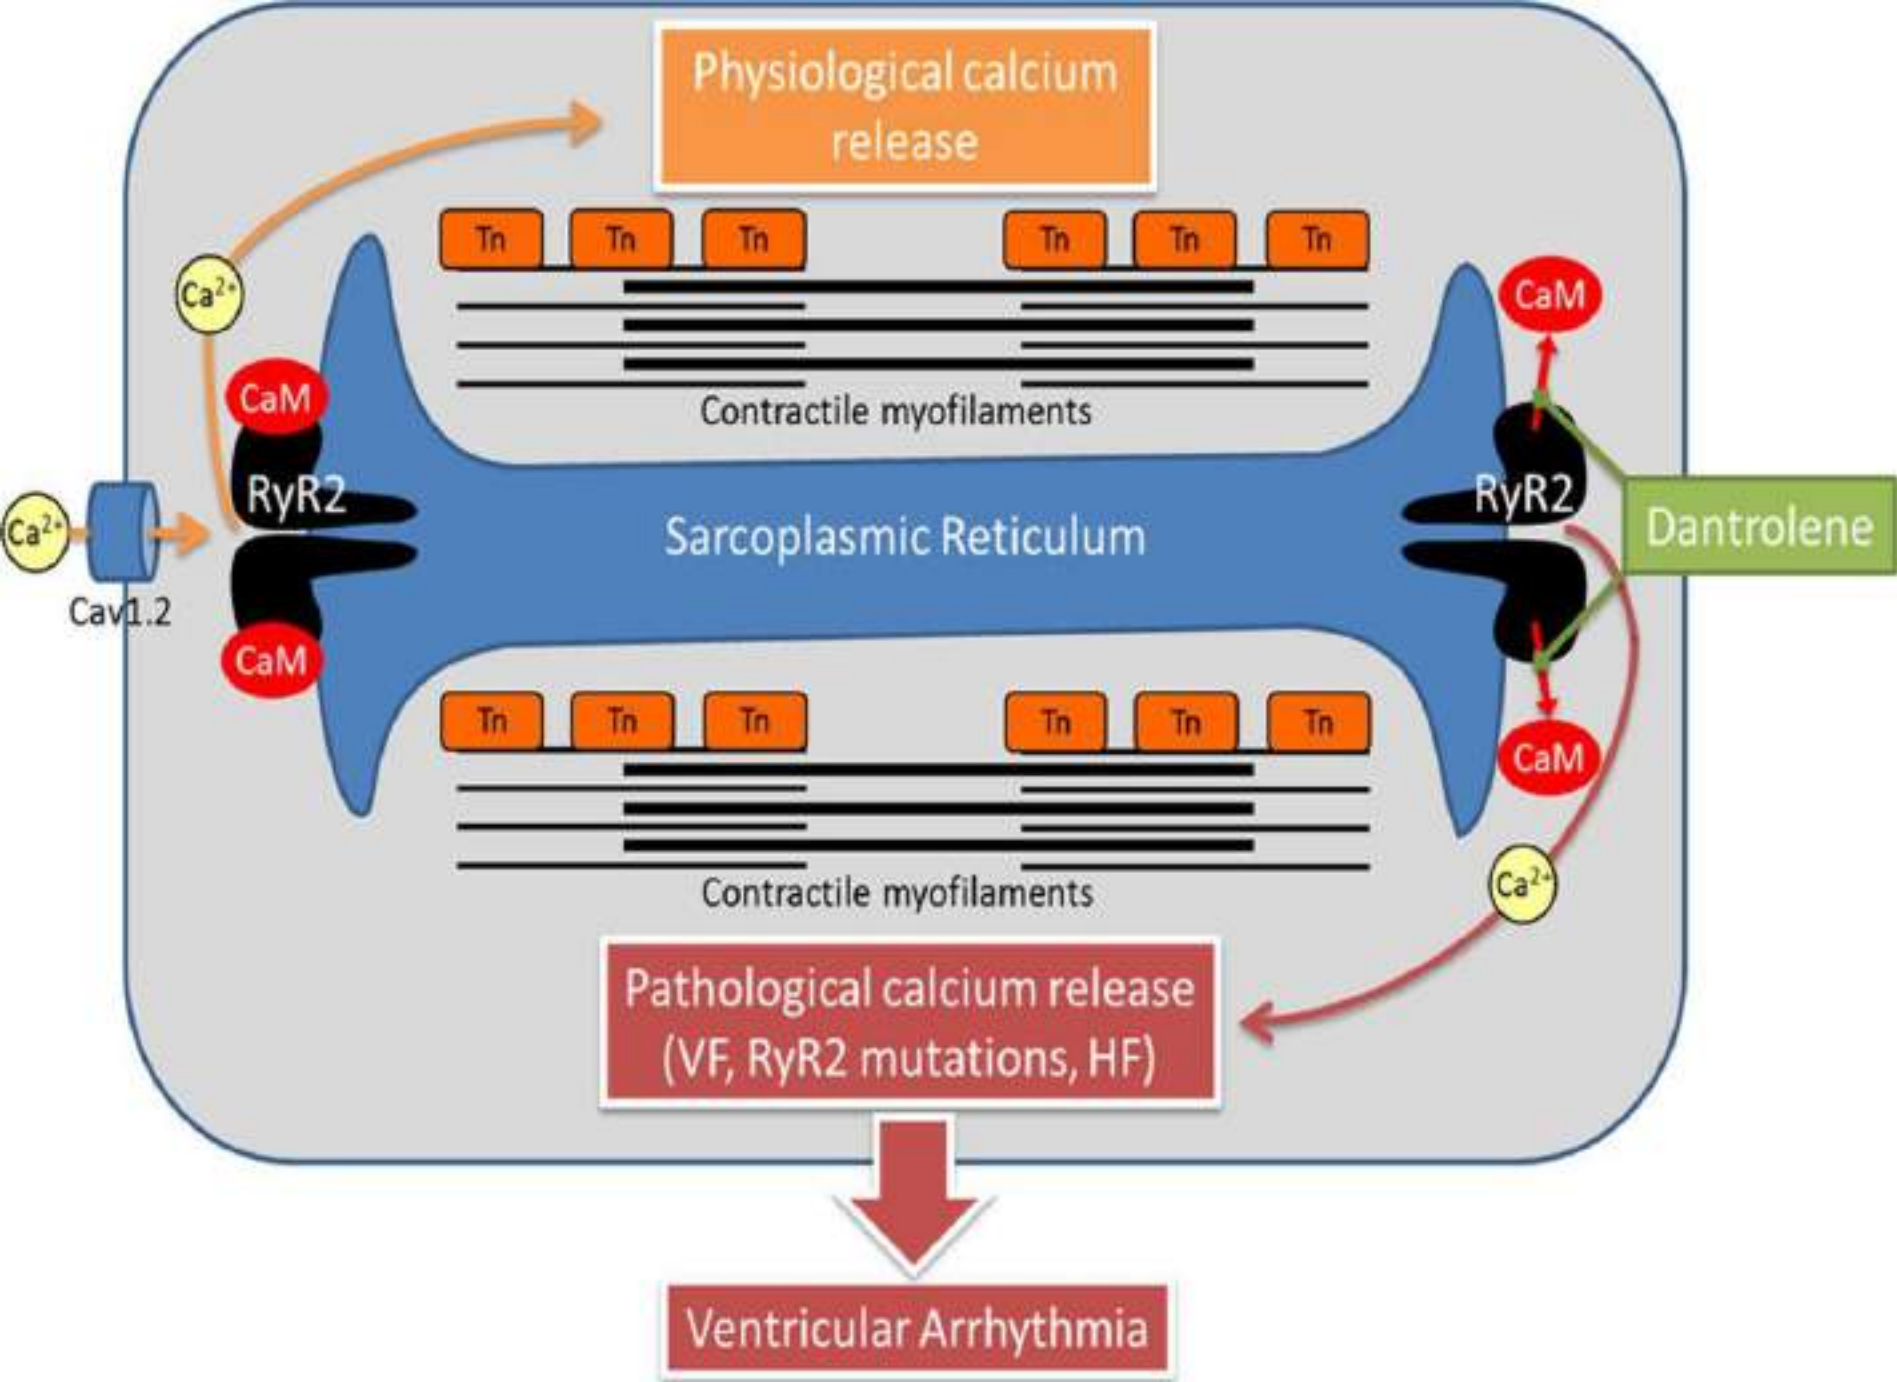 Physiological calcium
release
Tn Tn Tn Tn Tn Tn
Ca²⁺
CaM
CaM
Contractile myofilaments
RyR2
RyR2
Ca²⁺
Sarcoplasmic Reticulum
Dantrolene
Cav1.2
CaM
Tn Tn Tn Tn Tn Tn
CaM
Contractile myofilaments
Ca²⁺
Pathological calcium release
(VF, RyR2 mutations, HF)
Ventricular Arrhythmia